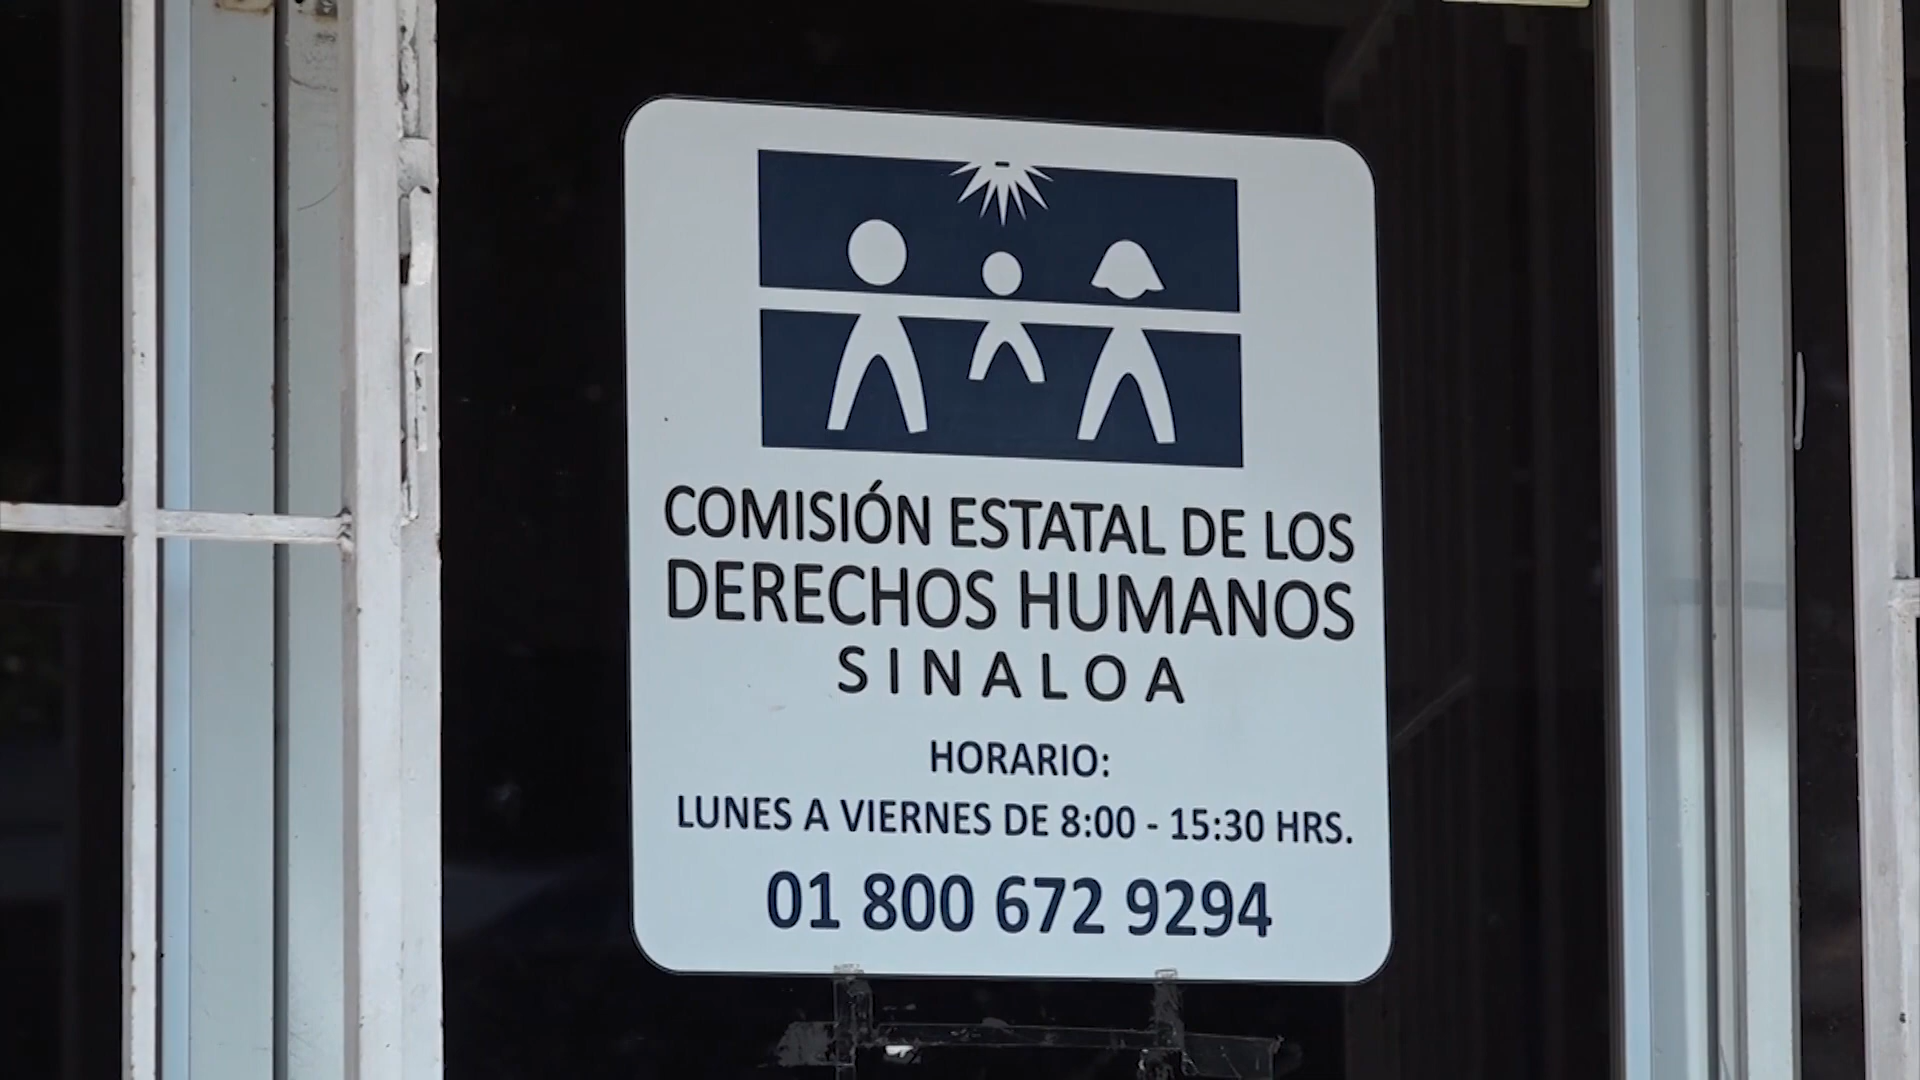 COMISIÓN ESTATAL DE LOS
DERECHOS HUMANOS
SINALOA
HORARIO:
LUNES A VIERNES DE 8:00 - 15:30 HRS.
01 800 672 9294